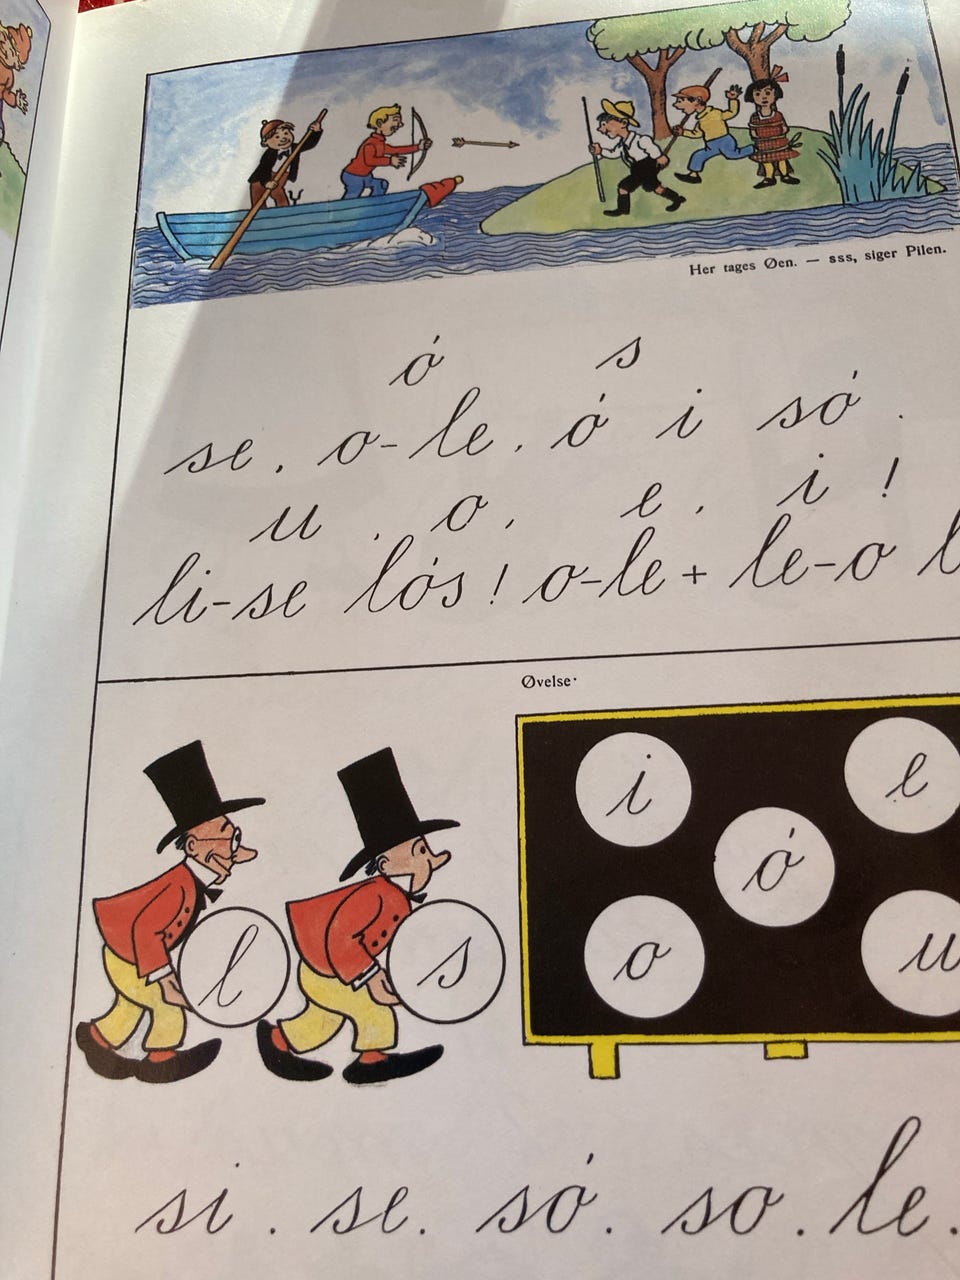 Her tages Øen. — sss, siger Pilen.
ó s
se. o-le. ó i só.
u. o. e. i!
li-se lós! o-le + le-o l
Øvelse·
i e
ó
l s o u
si. se. só. so. le.